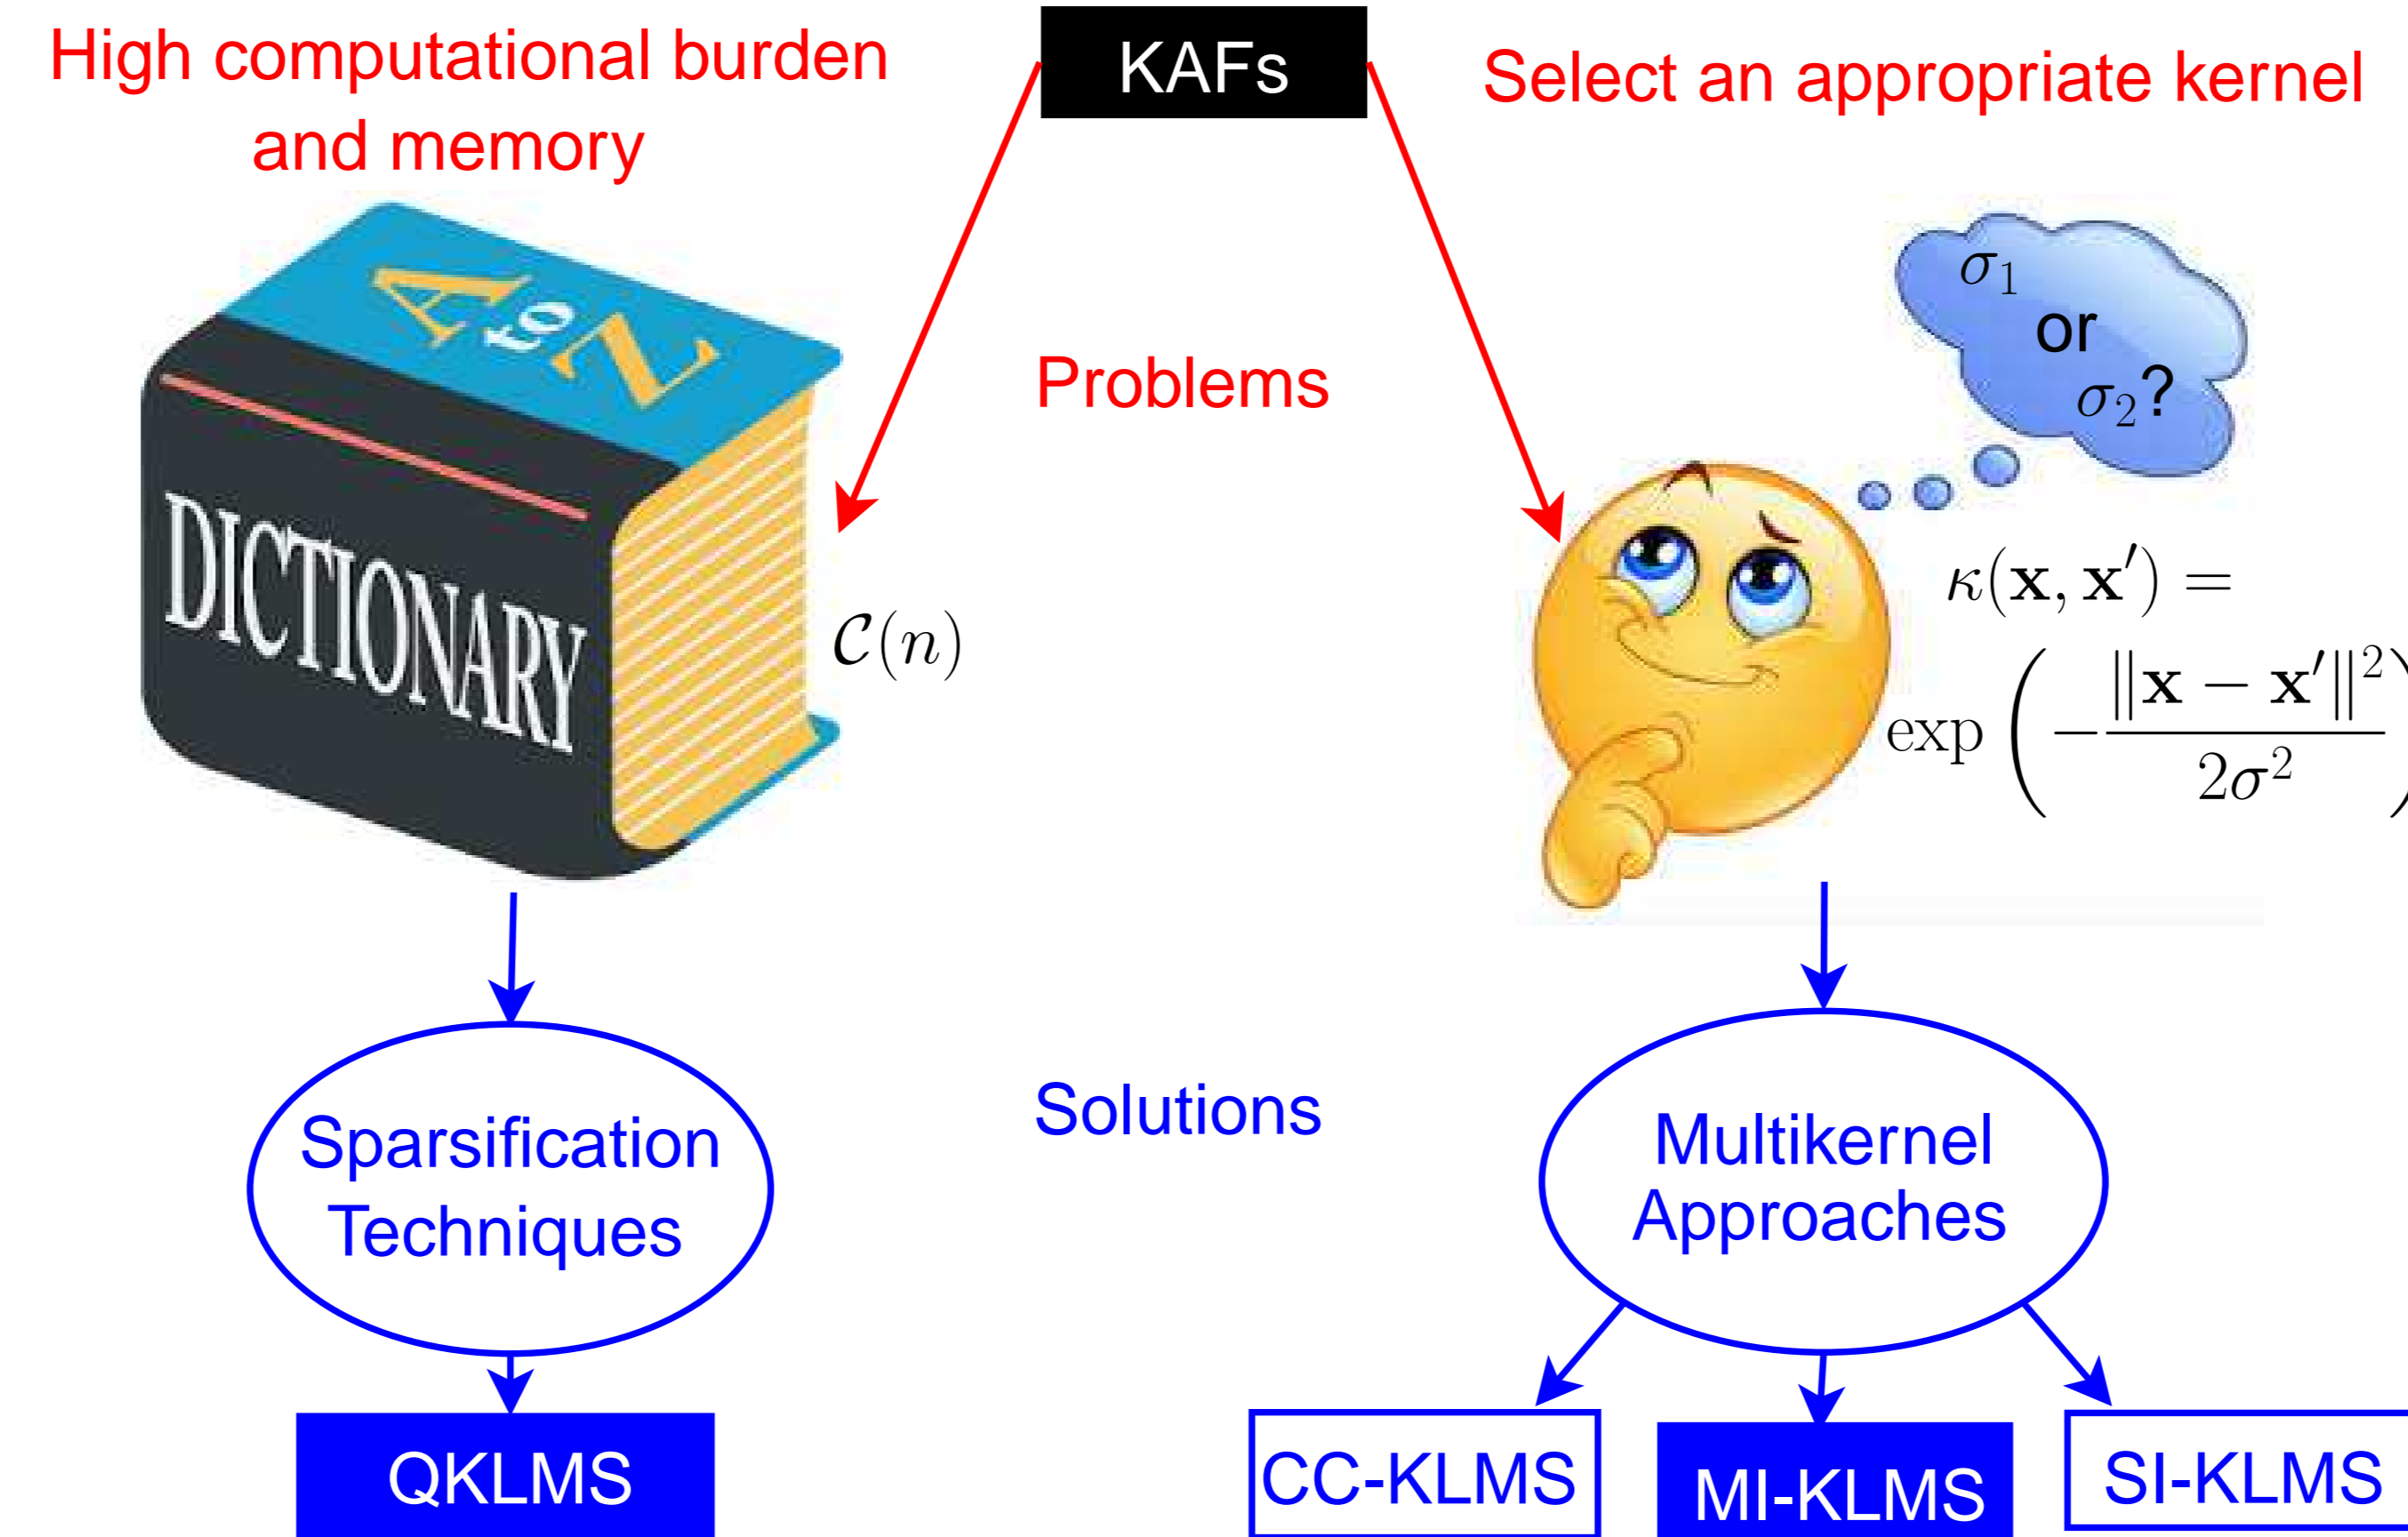 High computational burden
and memory
KAFs
Select an appropriate kernel
A to Z
DICTIONARY
Problems
σ₁
or
σ₂?
𝒞(n)
κ(𝐱, 𝐱′) =
exp ( − ‖𝐱 − 𝐱′‖² / 2σ² )
Sparsification
Techniques
Solutions
Multikernel
Approaches
QKLMS
CC-KLMS
MI-KLMS
SI-KLMS